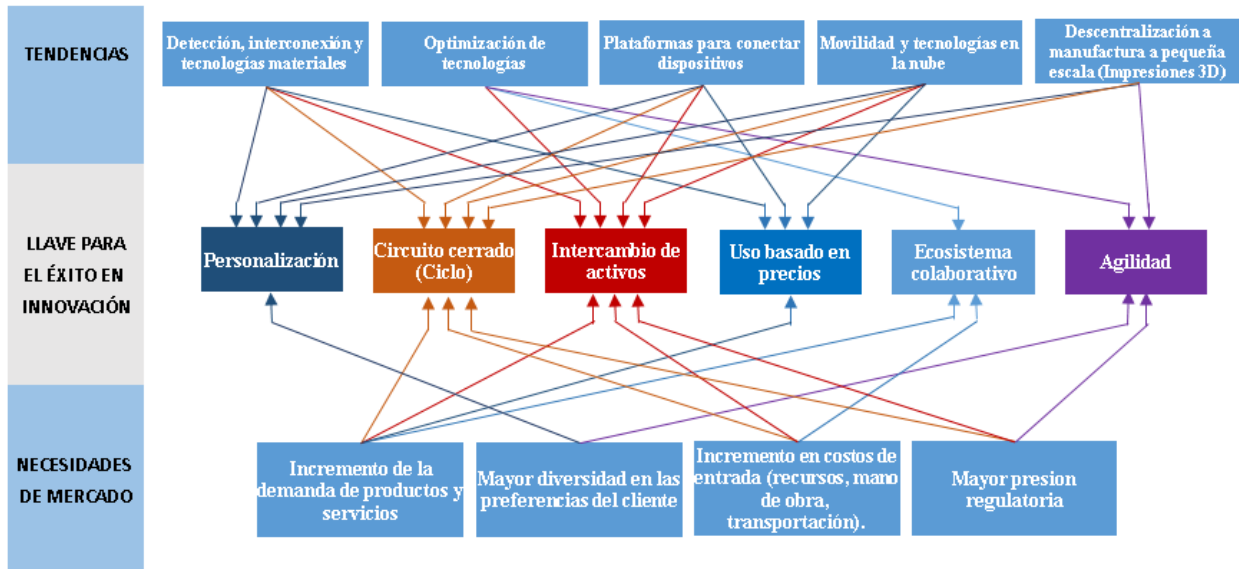 TENDENCIAS
Detección, interconexión y
tecnologías materiales
Optimización de
tecnologías
Plataformas para conectar
dispositivos
Movilidad y tecnologías en
la nube
Descentralización a
manufactura a pequeña
escala (Impresiones 3D)
LLAVE PARA
EL ÉXITO EN
INNOVACIÓN
Personalización
Circuito cerrado
(Ciclo)
Intercambio de
activos
Uso basado en
precios
Ecosistema
colaborativo
Agilidad
NECESIDADES
DE MERCADO
Incremento de la
demanda de productos y
servicios
Mayor diversidad en las
preferencias del cliente
Incremento en costos de
entrada (recursos, mano
de obra,
transportación).
Mayor presion
regulatoria